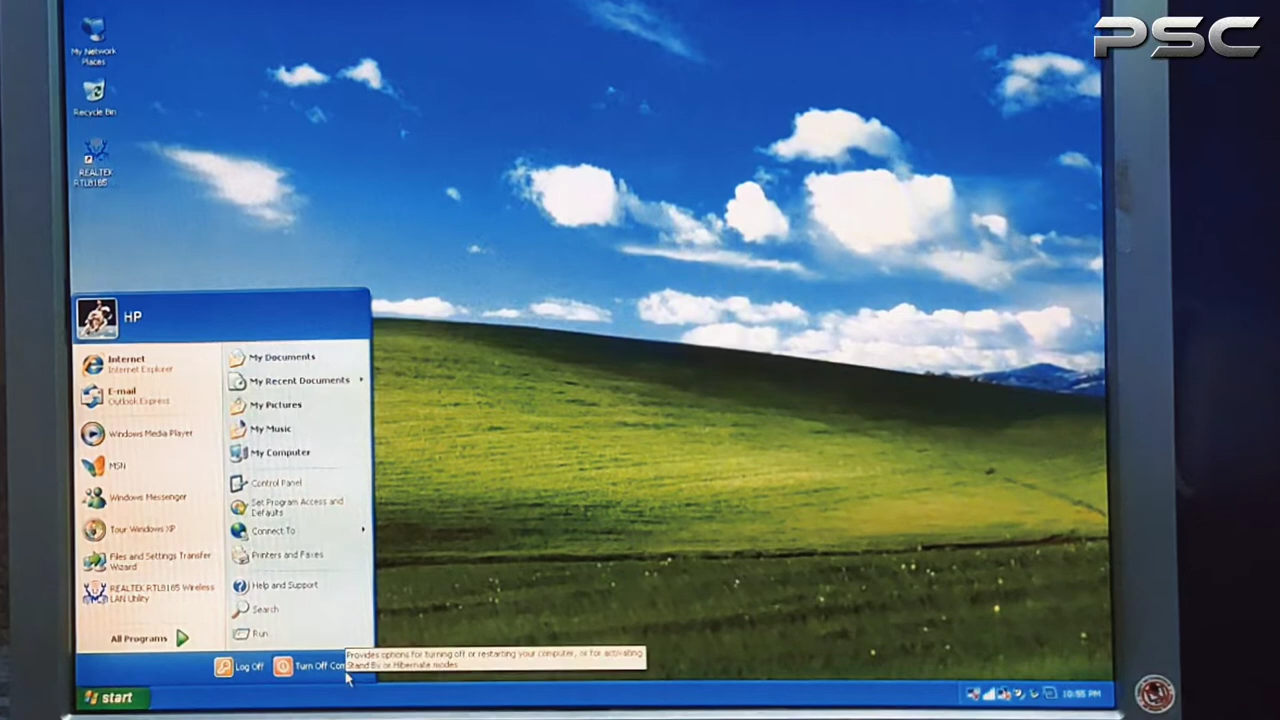 PSC
My Network
Places
Recycle Bin
REALTEK
RTL8185
HP
Internet
Internet Explorer
E-mail
Outlook Express
Windows Media Player
MSN
Windows Messenger
Tour Windows XP
Files and Settings Transfer
Wizard
REALTEK RTL8185 Wireless
LAN Utility
All Programs
My Documents
My Recent Documents
My Pictures
My Music
My Computer
Control Panel
Set Program Access and
Defaults
Connect To
Printers and Faxes
Help and Support
Search
Run
Log Off
Turn Off Com
Provides options for turning off or restarting your computer, or for activating
Stand By or Hibernate modes
start
10:55 PM